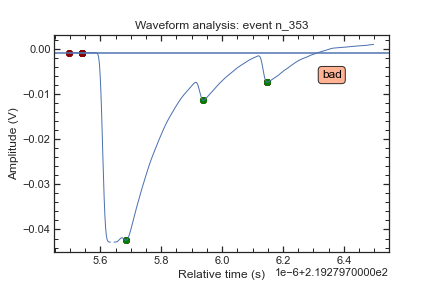 Waveform analysis: event n_353
0.00
−0.01
−0.02
−0.03
−0.04
Amplitude (V)
bad
5.6 5.8 6.0 6.2 6.4
Relative time (s) 1e−6+2.1927970000e2